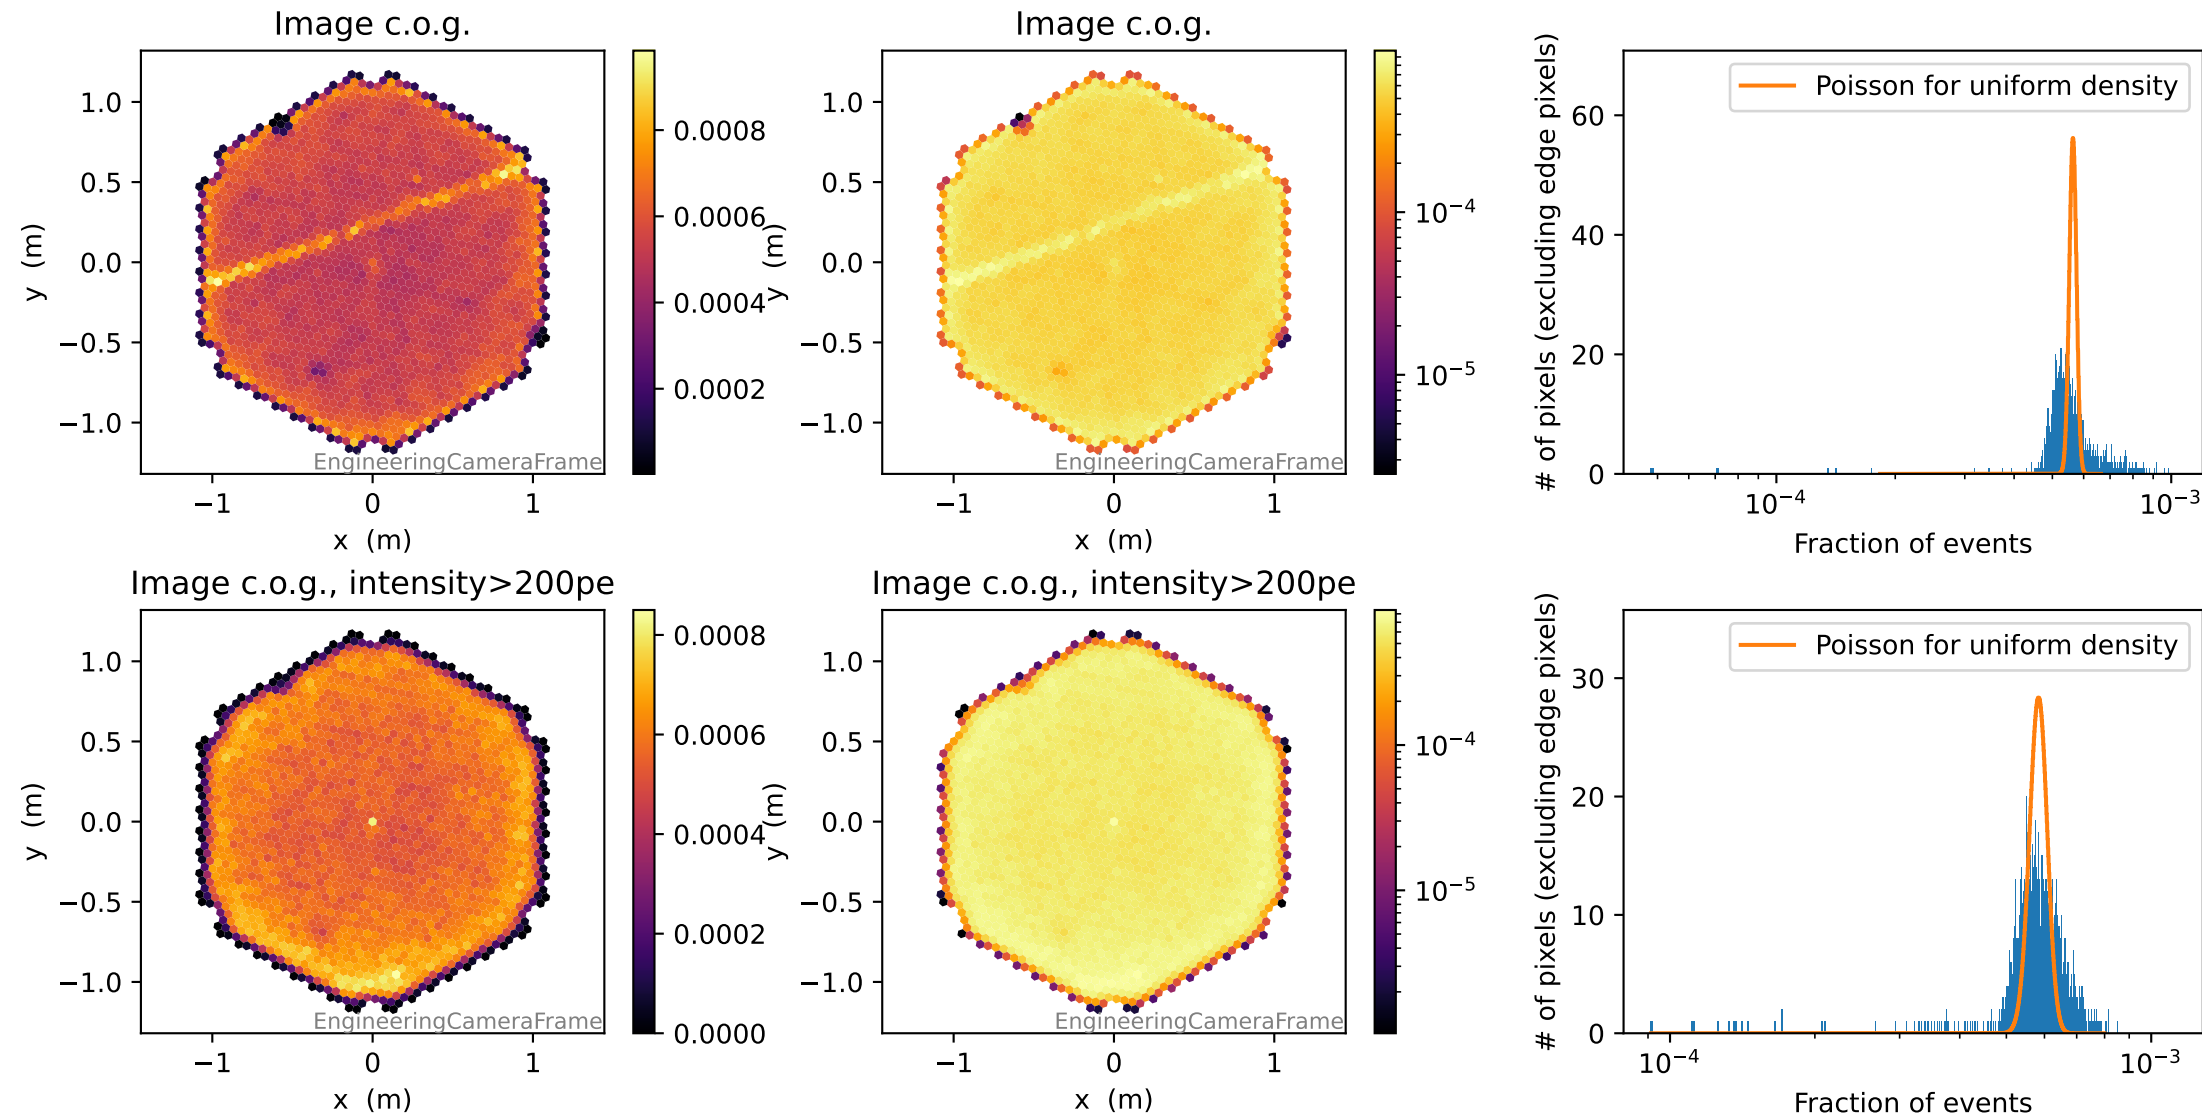 Image c.o.g.
1.0
0.5
0.0
−0.5
−1.0
y (m)
−1
0
1
x (m)
EngineeringCameraFrame
0.0008
0.0006
0.0004
0.0002
Image c.o.g.
1.0
0.5
0.0
−0.5
−1.0
y (m)
−1
0
1
x (m)
EngineeringCameraFrame
10−4
10−5
# of pixels (excluding edge pixels)
60
40
20
0
Poisson for uniform density
10−4
10−3
Fraction of events
Image c.o.g., intensity>200pe
1.0
0.5
0.0
−0.5
−1.0
y (m)
−1
0
1
x (m)
EngineeringCameraFrame
0.0008
0.0006
0.0004
0.0002
0.0000
Image c.o.g., intensity>200pe
1.0
0.5
0.0
−0.5
−1.0
y (m)
−1
0
1
x (m)
EngineeringCameraFrame
10−4
10−5
# of pixels (excluding edge pixels)
30
20
10
0
Poisson for uniform density
10−4
10−3
Fraction of events